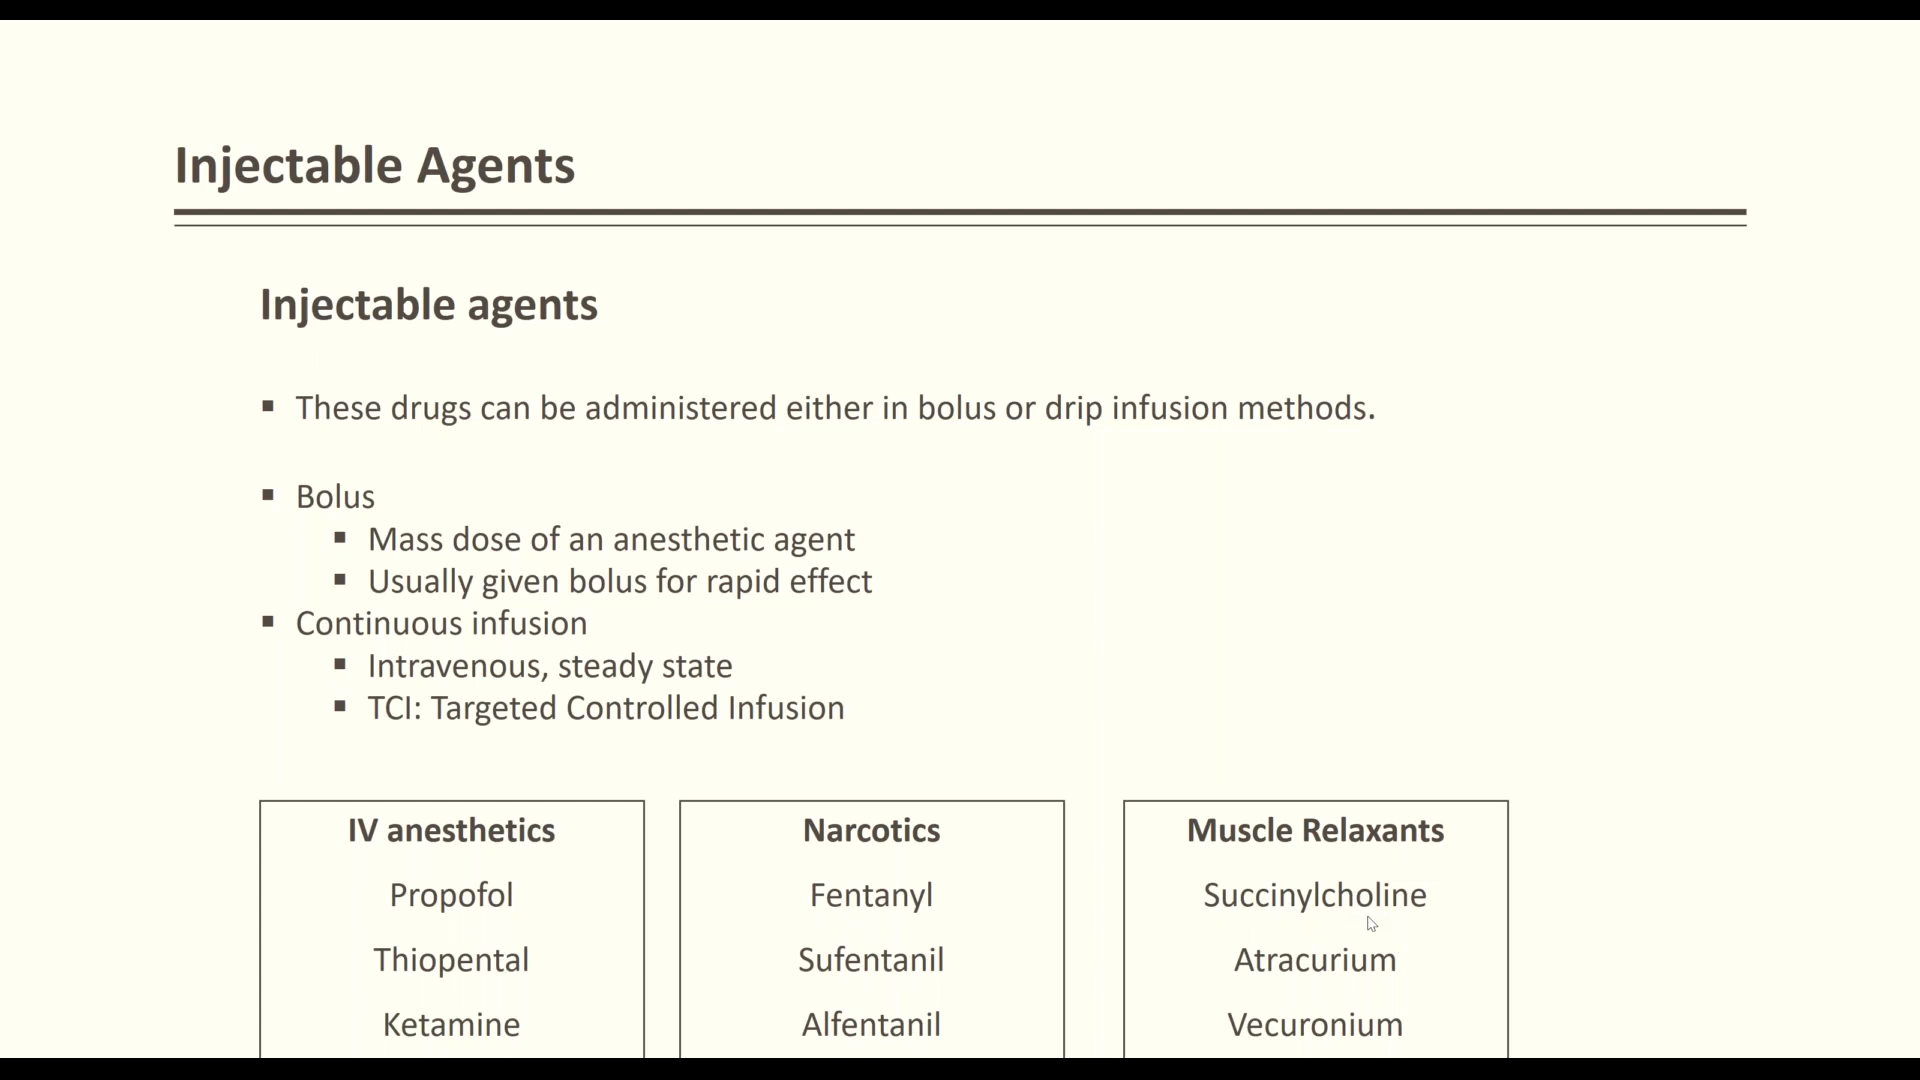 Injectable Agents
Injectable agents
▪ These drugs can be administered either in bolus or drip infusion methods.
▪ Bolus
▪ Mass dose of an anesthetic agent
▪ Usually given bolus for rapid effect
▪ Continuous infusion
▪ Intravenous, steady state
▪ TCI: Targeted Controlled Infusion
IV anesthetics
Propofol
Thiopental
Ketamine
Narcotics
Fentanyl
Sufentanil
Alfentanil
Muscle Relaxants
Succinylcholine
Atracurium
Vecuronium